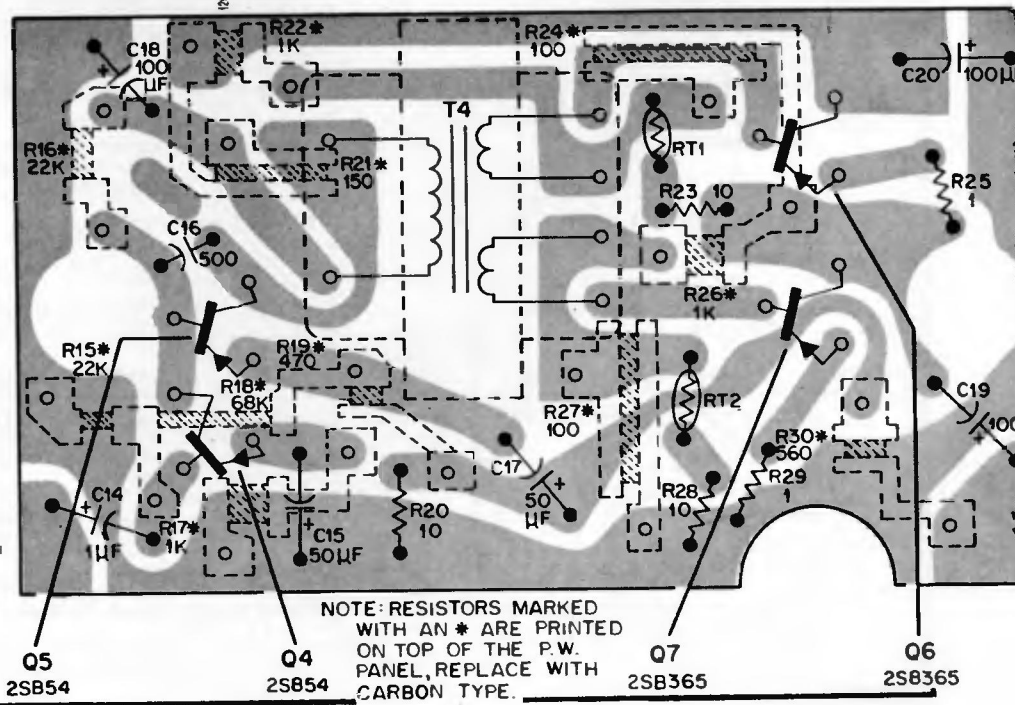 C18
100
μF
R22*
1K
R24*
100
C20
100μF
T4
R16*
22K
R21*
150
RT1
R23 10
R25
1
C16
500
R26*
1K
R15*
22K
R19*
470
R18*
68K
R27*
100
RT2
C19
100
C17
50
μF
R30*
560
R29
1
R28
10
C14
1μF
R17*
1K
C15
50μF
R20
10
NOTE: RESISTORS MARKED
WITH AN * ARE PRINTED
ON TOP OF THE P.W.
PANEL, REPLACE WITH
CARBON TYPE.
Q5
2SB54
Q4
2SB54
Q7
2SB365
Q6
2SB365